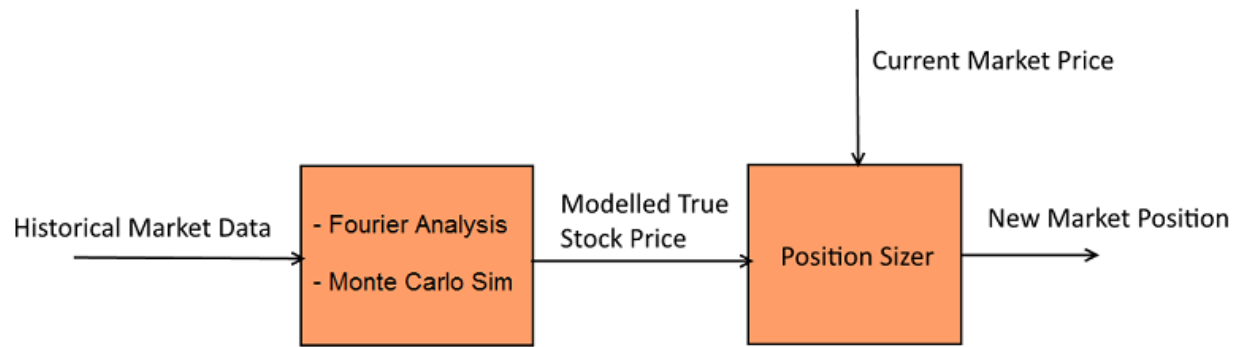 Current Market Price
Historical Market Data
- Fourier Analysis
- Monte Carlo Sim
Modelled True
Stock Price
Position Sizer
New Market Position